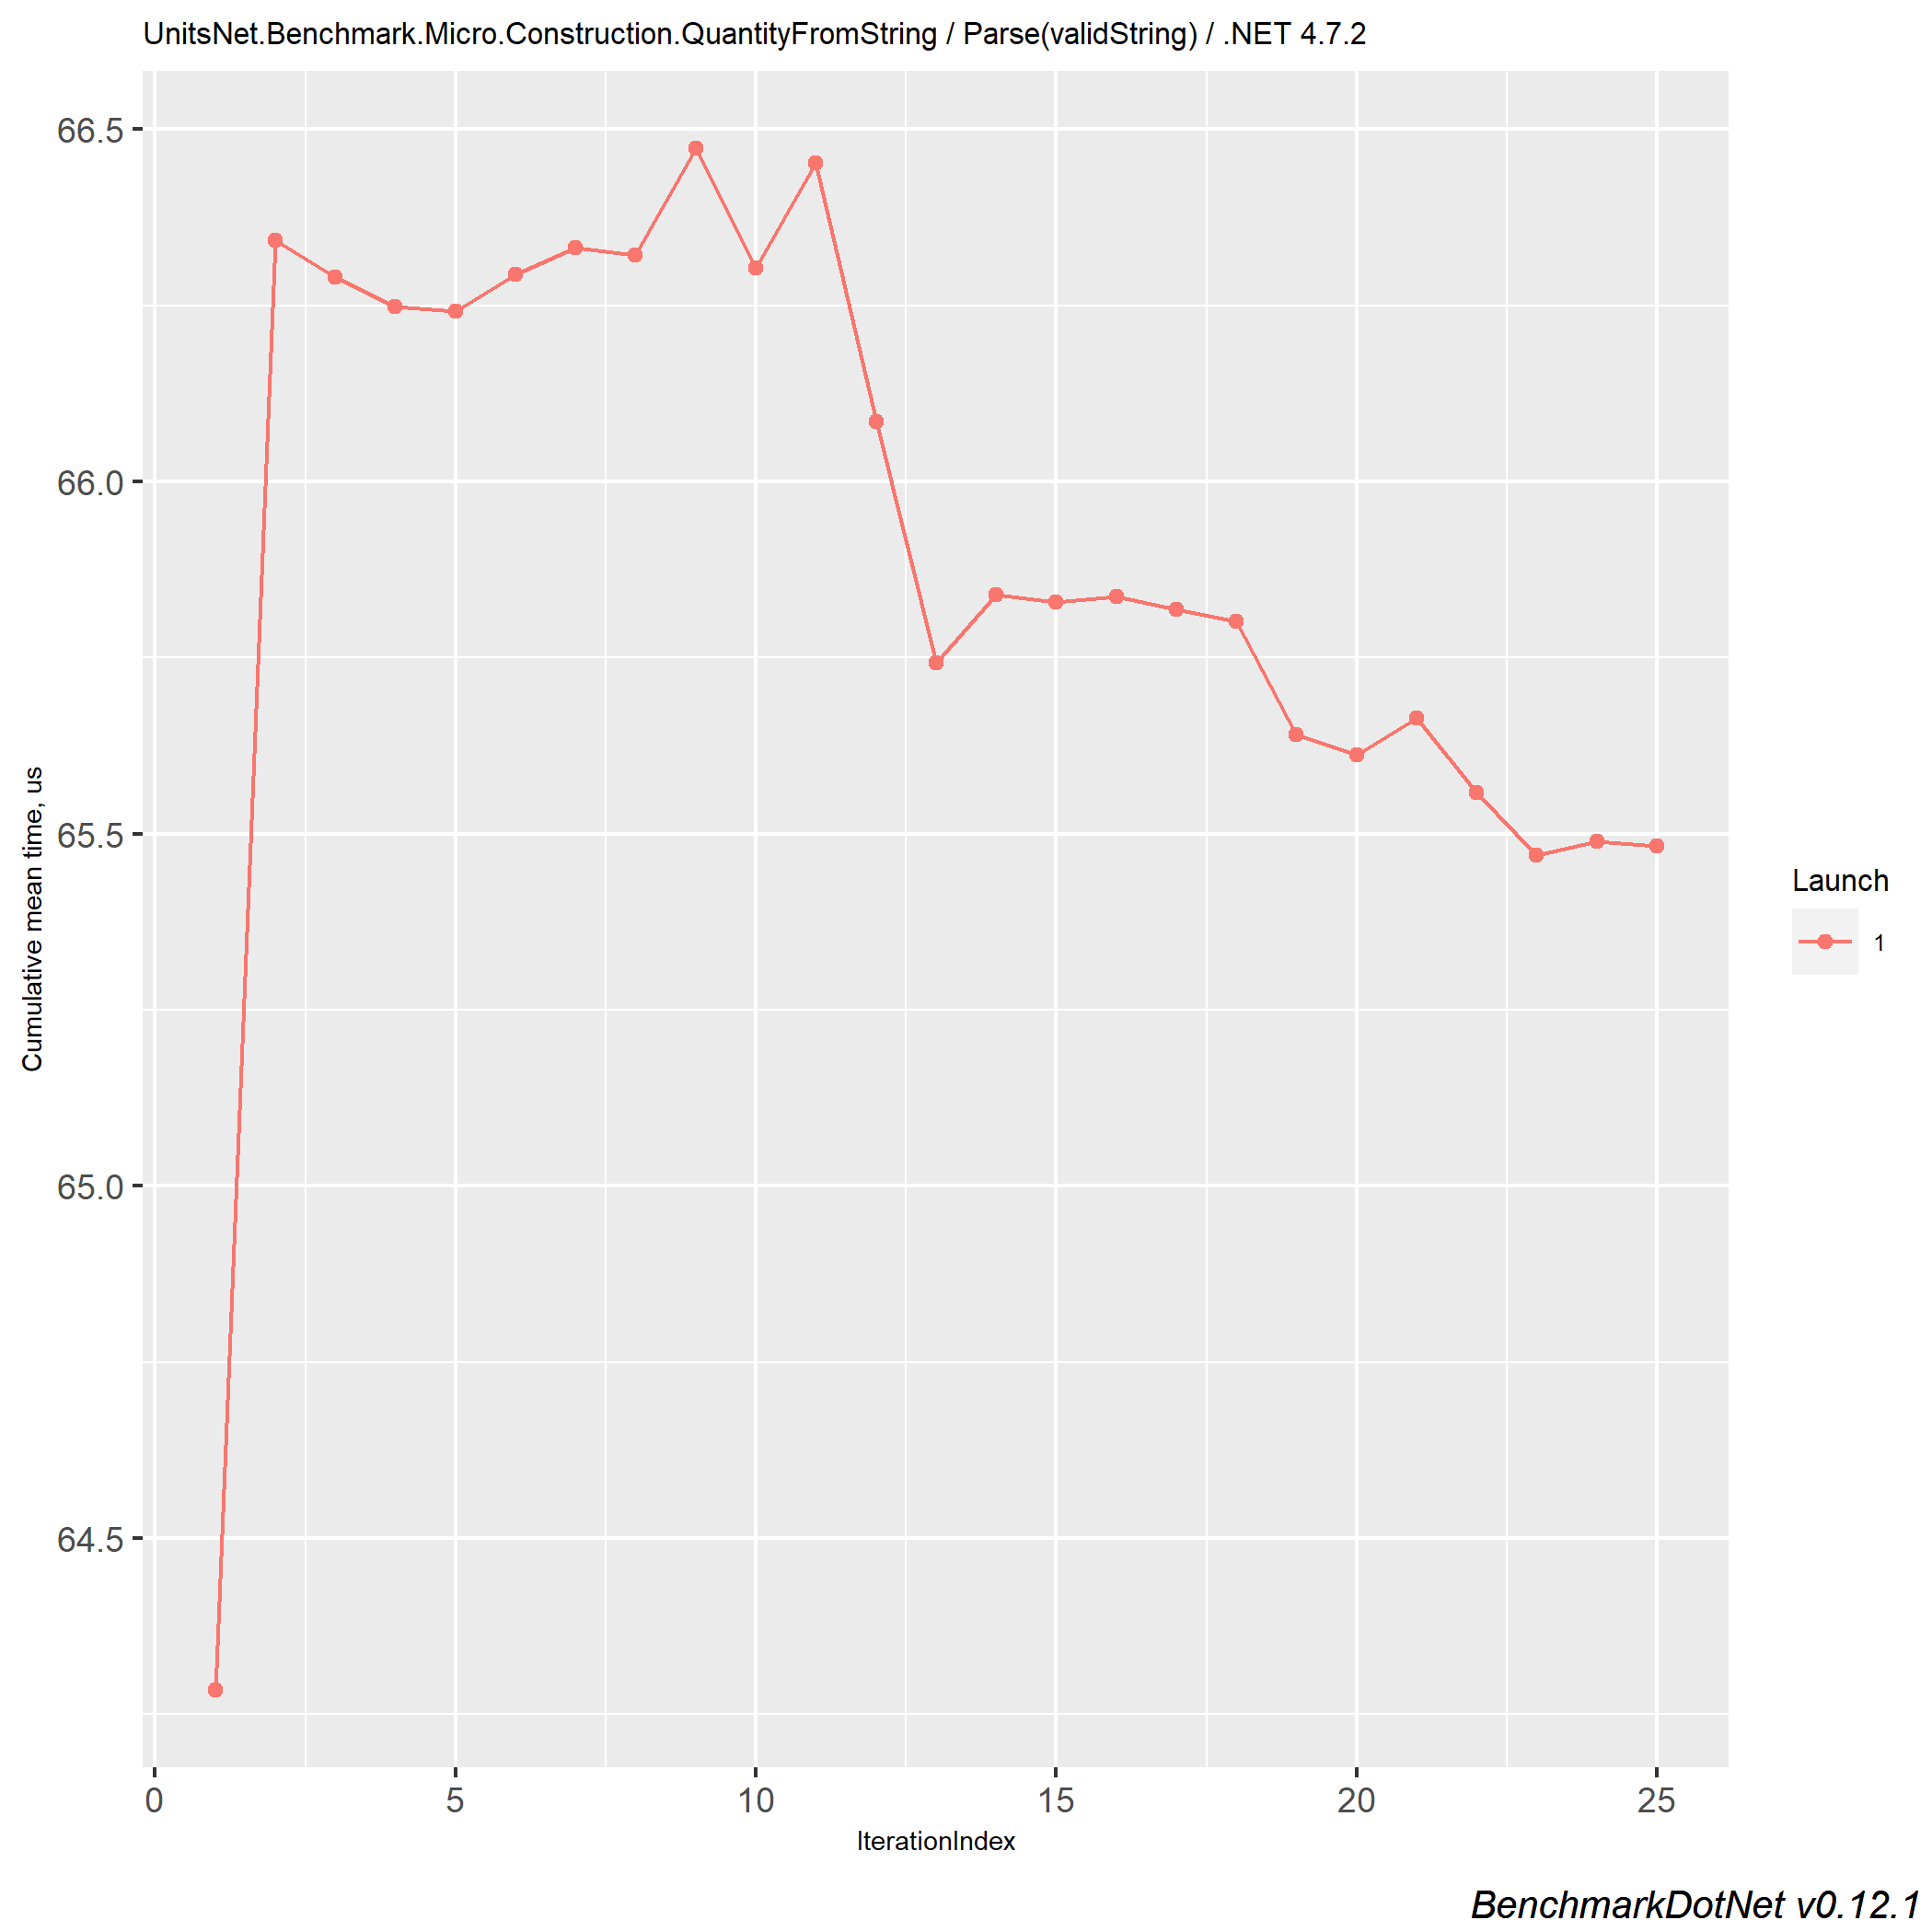 UnitsNet.Benchmark.Micro.Construction.QuantityFromString / Parse(validString) / .NET 4.7.2
66.5
66.0
65.5
65.0
64.5
Cumulative mean time, us
0 5 10 15 20 25
IterationIndex
Launch
1
BenchmarkDotNet v0.12.1